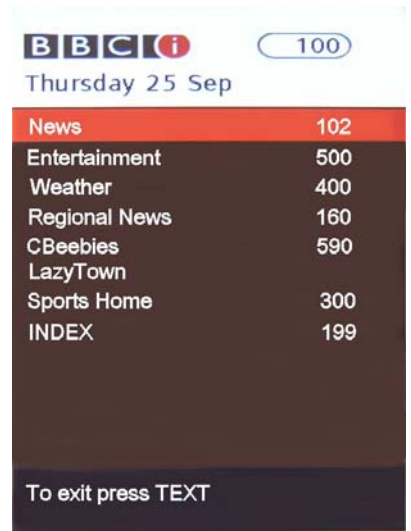 BBCi 100
Thursday 25 Sep
News 102
Entertainment 500
Weather 400
Regional News 160
CBeebies 590
LazyTown
Sports Home 300
INDEX 199
To exit press TEXT